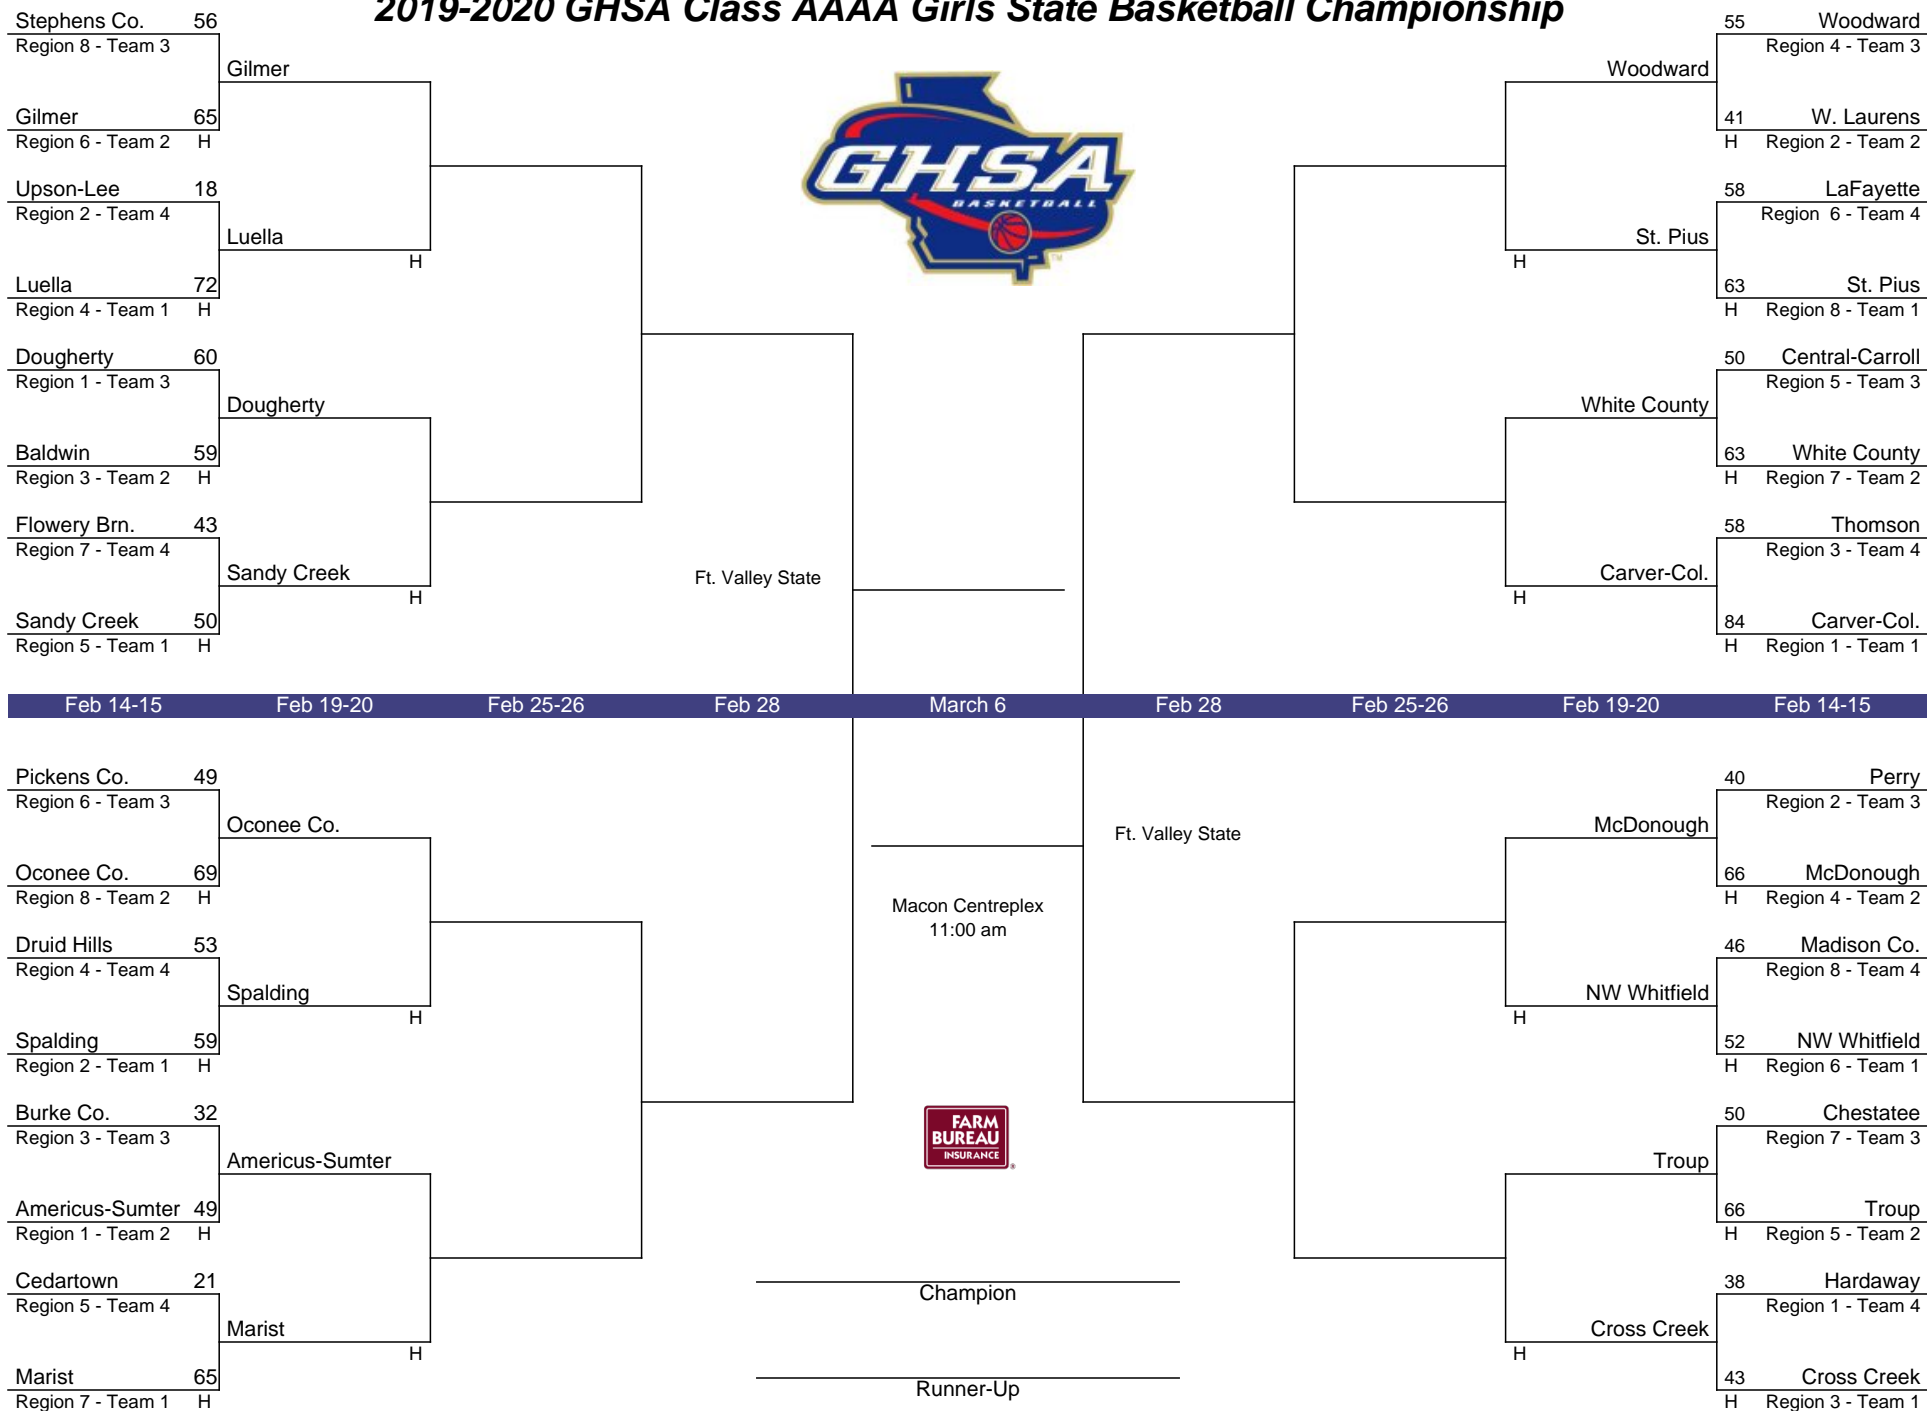 2019-2020 GHSA Class AAAA Girls State Basketball Championship
Stephens Co. 56
Region 8 - Team 3
Gilmer
Gilmer 65
Region 6 - Team 2 H
Upson-Lee 18
Region 2 - Team 4
Luella
H
Luella 72
Region 4 - Team 1 H
Dougherty 60
Region 1 - Team 3
Dougherty
Baldwin 59
Region 3 - Team 2 H
Flowery Brn. 43
Region 7 - Team 4
Sandy Creek
H
Sandy Creek 50
Region 5 - Team 1 H
Ft. Valley State
GHSA
BASKETBALL
TM
55 Woodward
Region 4 - Team 3
Woodward
41 W. Laurens
H Region 2 - Team 2
58 LaFayette
Region 6 - Team 4
St. Pius
H
63 St. Pius
H Region 8 - Team 1
50 Central-Carroll
Region 5 - Team 3
White County
63 White County
H Region 7 - Team 2
58 Thomson
Region 3 - Team 4
Carver-Col.
H
84 Carver-Col.
H Region 1 - Team 1
Feb 14-15 Feb 19-20 Feb 25-26 Feb 28 March 6 Feb 28 Feb 25-26 Feb 19-20 Feb 14-15
Pickens Co. 49
Region 6 - Team 3
Oconee Co.
Oconee Co. 69
Region 8 - Team 2 H
Druid Hills 53
Region 4 - Team 4
Spalding
H
Spalding 59
Region 2 - Team 1 H
Burke Co. 32
Region 3 - Team 3
Americus-Sumter
Americus-Sumter 49
Region 1 - Team 2 H
Cedartown 21
Region 5 - Team 4
Marist
H
Marist 65
Region 7 - Team 1 H
Ft. Valley State
Macon Centreplex
11:00 am
FARM
BUREAU
INSURANCE
®
Champion
Runner-Up
40 Perry
Region 2 - Team 3
McDonough
66 McDonough
H Region 4 - Team 2
46 Madison Co.
Region 8 - Team 4
NW Whitfield
H
52 NW Whitfield
H Region 6 - Team 1
50 Chestatee
Region 7 - Team 3
Troup
66 Troup
H Region 5 - Team 2
38 Hardaway
Region 1 - Team 4
Cross Creek
H
43 Cross Creek
H Region 3 - Team 1